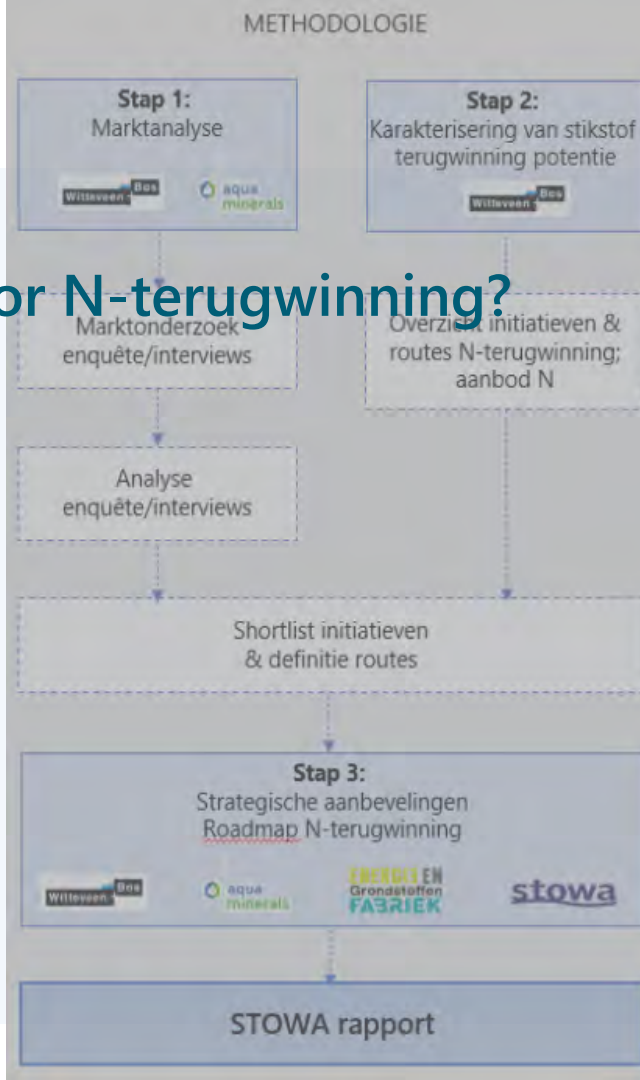 METHODOLOGIE
Stap 1:
Marktanalyse
Witteveen Bos
aqua
minerals
Stap 2:
Karakterisering van stikstof
terugwinning potentie
Witteveen Bos
or N-terugwinning?
Marktonderzoek
enquête/interviews
Overzicht initiatieven &
routes N-terugwinning;
aanbod N
Analyse
enquête/interviews
Shortlist initiatieven
& definitie routes
Stap 3:
Strategische aanbevelingen
Roadmap N-terugwinning
Witteveen Bos
aqua
minerals
ENERGIE EN
Grondstoffen
FABRIEK
stowa
STOWA rapport